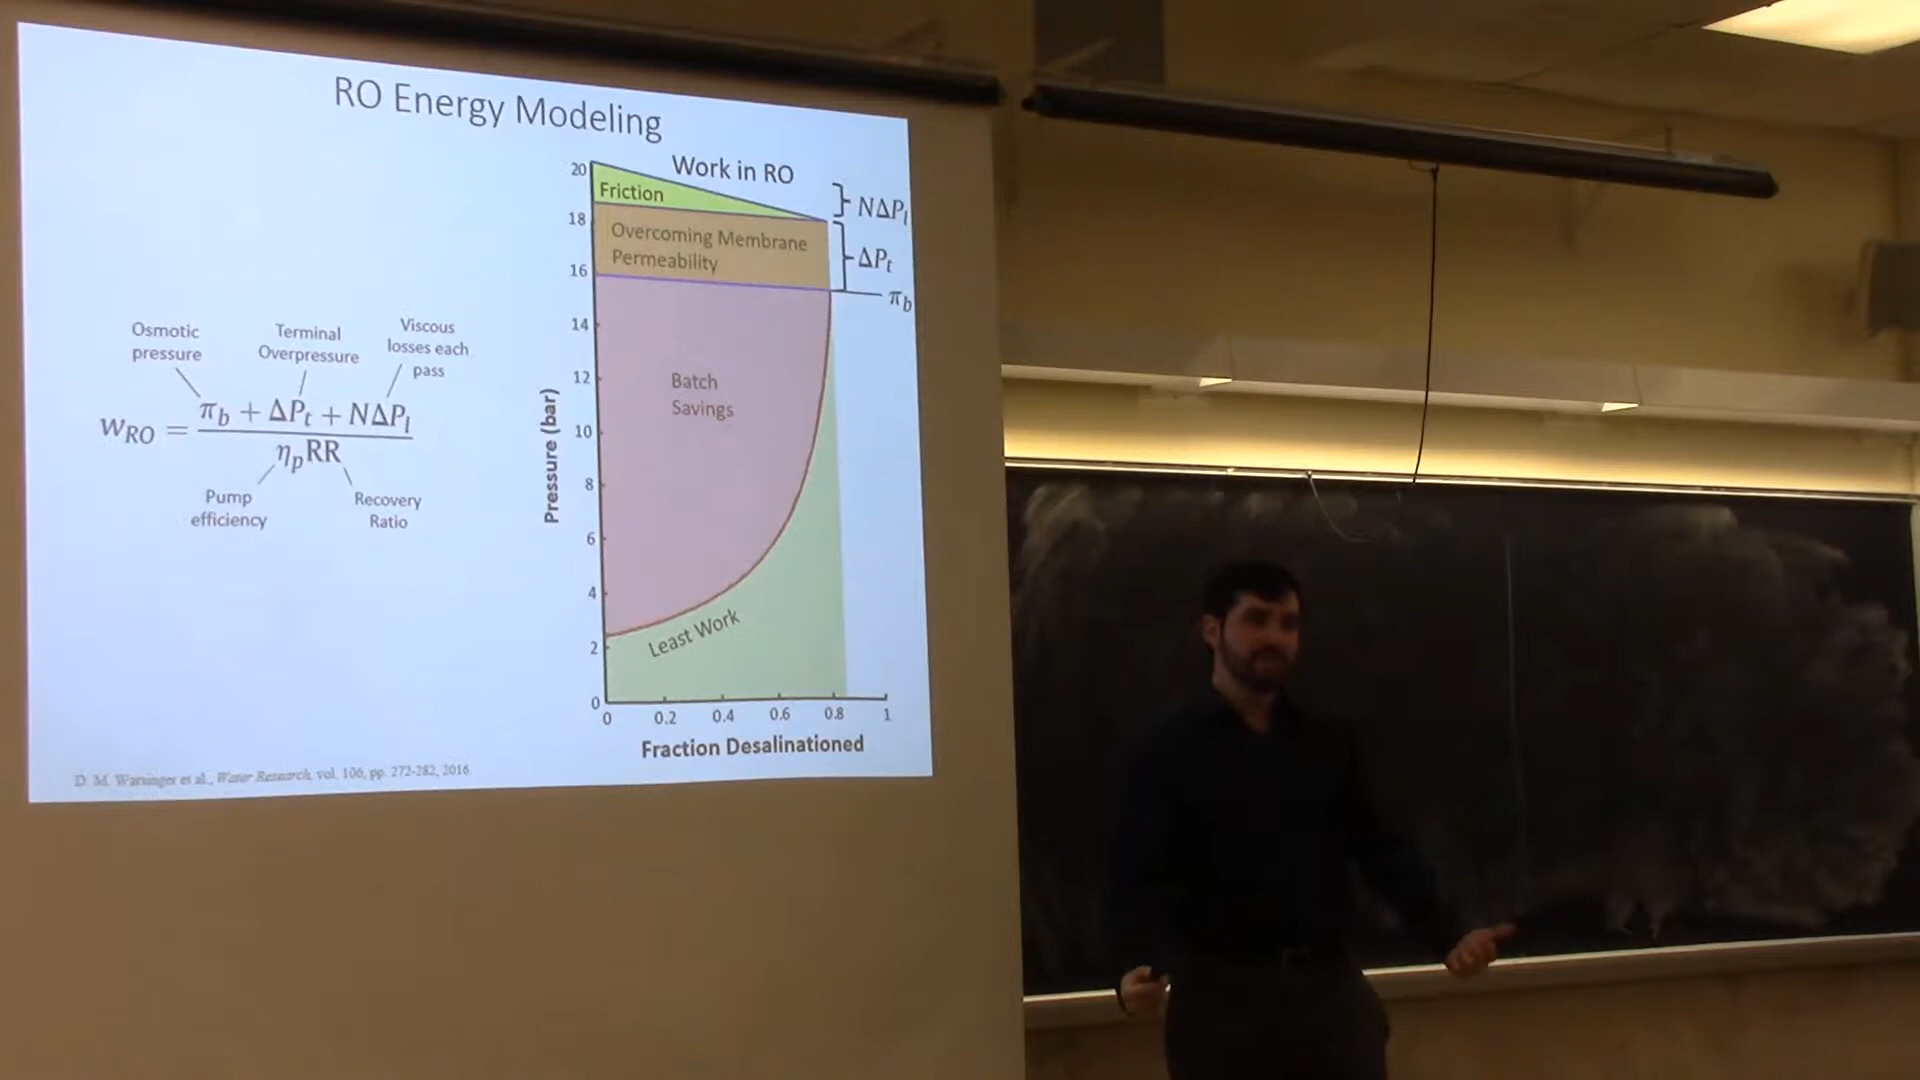 RO Energy Modeling
Osmotic
pressure
Terminal
Overpressure
Viscous
losses each
pass
w_RO = (π_b + ΔP_t + NΔP_l) / (η_p RR)
Pump
efficiency
Recovery
Ratio
Work in RO
20
18
16
14
12
10
8
6
4
2
0
Pressure (bar)
Friction
Overcoming Membrane
Permeability
Batch
Savings
Least Work
NΔP_l
ΔP_t
π_b
0 0.2 0.4 0.6 0.8 1
Fraction Desalinationed
D. M. Warsinger et al., Water Research, vol. 106, pp. 272-282, 2016.